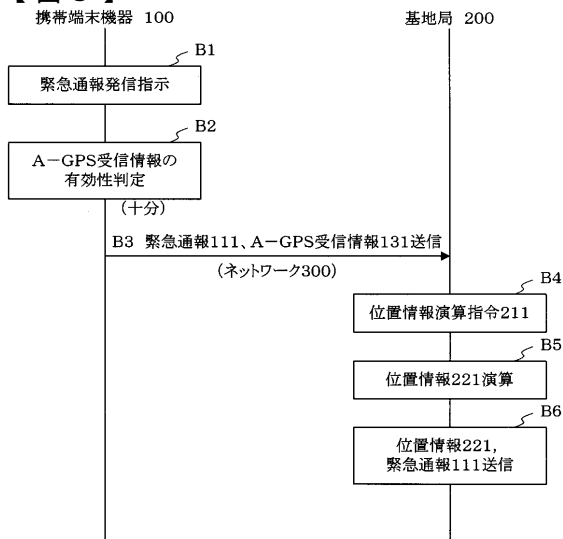 携帯端末機器 100
基地局 200
B1
緊急通報発信指示
B2
A-GPS受信情報の
有効性判定
(十分)
B3 緊急通報111、A-GPS受信情報131送信
(ネットワーク300)
B4
位置情報演算指令211
B5
位置情報221演算
B6
位置情報221,
緊急通報111送信